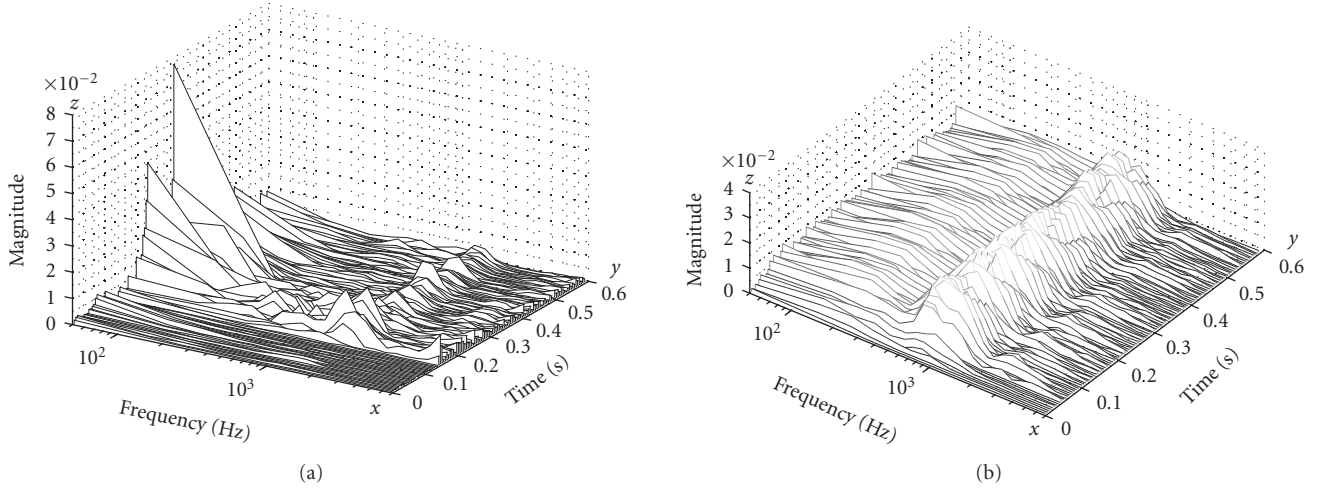 ×10⁻²
z
8
7
6
5
4
3
2
1
0
Magnitude
10²
10³
Frequency (Hz)
x
0
0.1
0.2
0.3
0.4
0.5
0.6
y
Time (s)
(a)
×10⁻²
z
4
3
2
1
0
Magnitude
10²
10³
Frequency (Hz)
x
0
0.1
0.2
0.3
0.4
0.5
0.6
y
Time (s)
(b)